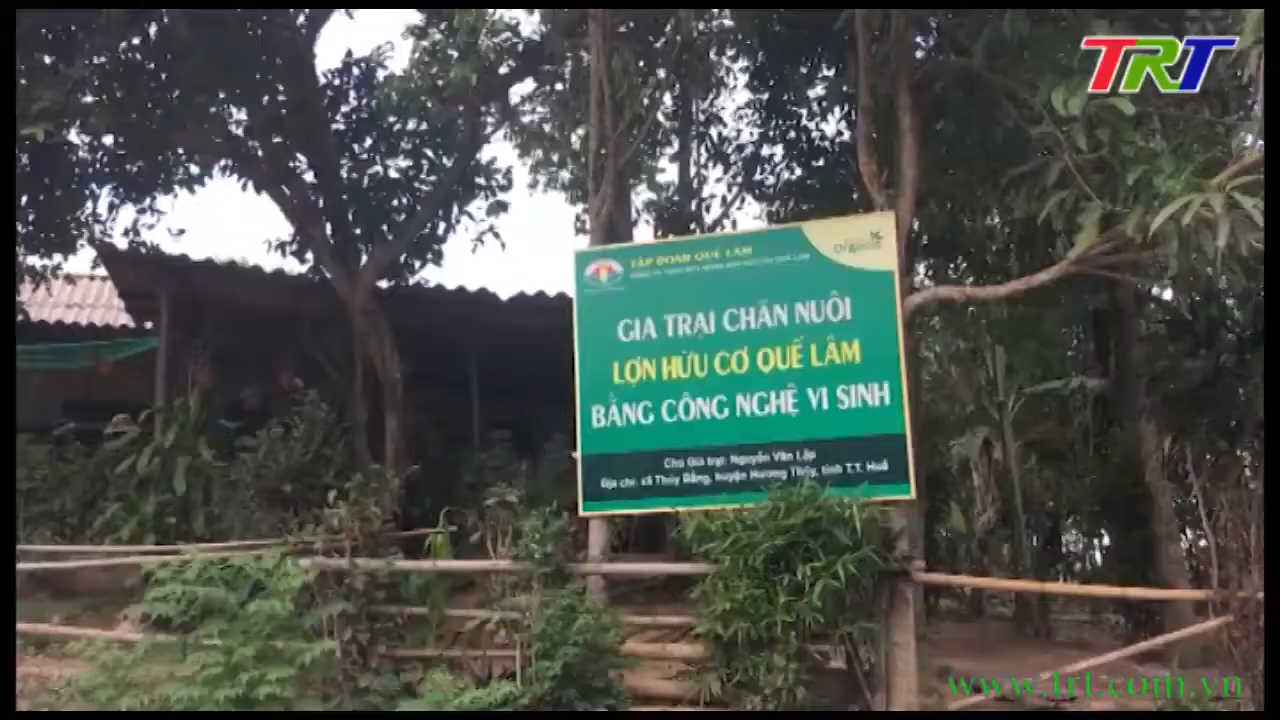 TRT
TẬP ĐOÀN QUẾ LÂM
Organic
GIA TRẠI CHĂN NUÔI
LỢN HỮU CƠ QUẾ LÂM
BẰNG CÔNG NGHỆ VI SINH
Chủ Gia trại: Nguyễn Văn Lập
Địa chỉ: xã Thủy Bằng, huyện Hương Thủy, tỉnh T.T. Huế
www.trt.com.vn